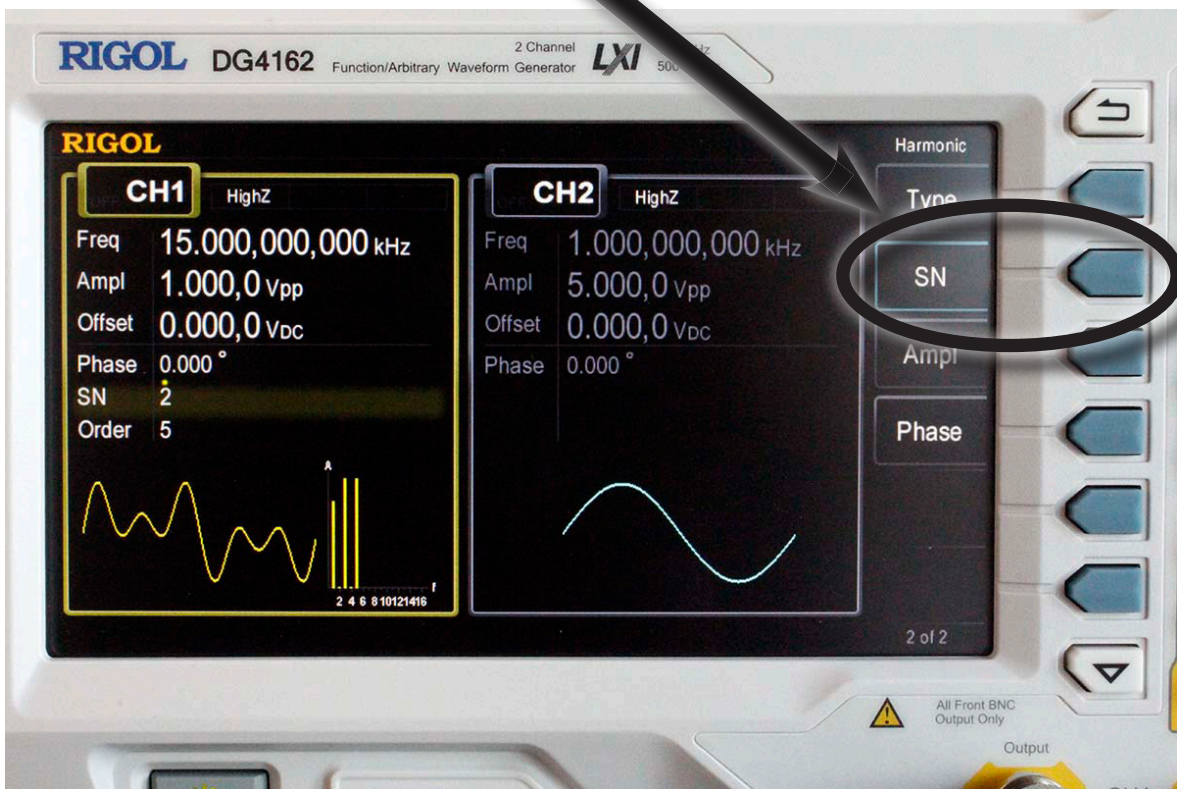 RIGOL DG4162 Function/Arbitrary Waveform Generator 2 Channel LXI
RIGOL
Harmonic
CH1 HighZ
Freq 15.000,000,000 kHz
Ampl 1.000,0 Vpp
Offset 0.000,0 VDC
Phase 0.000 °
SN 2
Order 5
A
F
2 4 6 8 10121416
CH2 HighZ
Freq 1.000,000,000 kHz
Ampl 5.000,0 Vpp
Offset 0.000,0 VDC
Phase 0.000 °
Type
SN
Ampl
Phase
2 of 2
All Front BNC
Output Only
Output